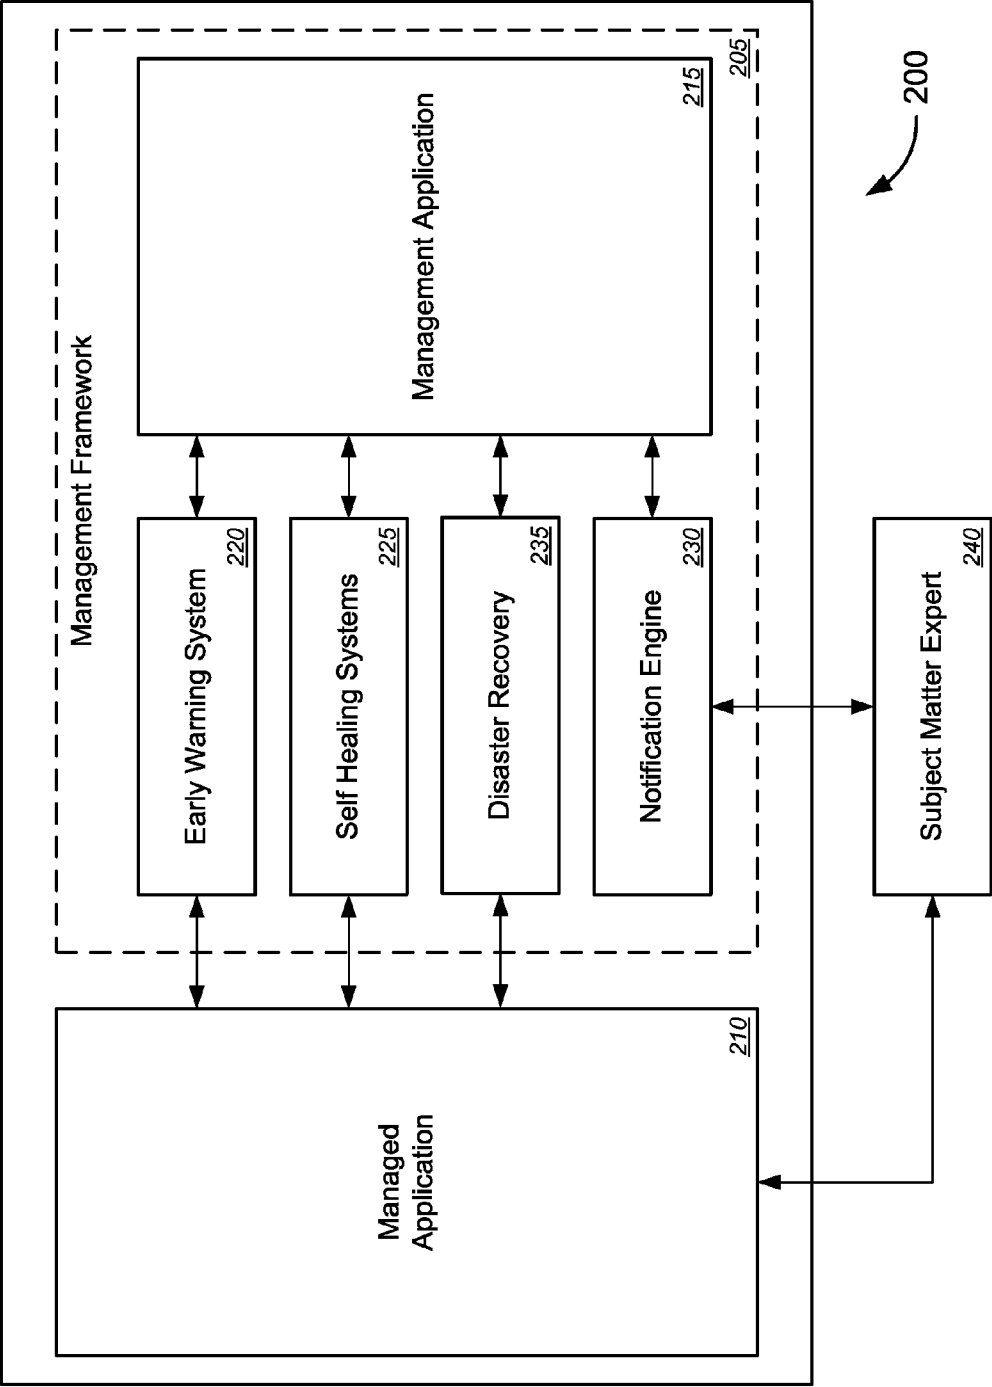 Management Framework
205
Managed
Application
210
Early Warning System
220
Self Healing Systems
225
Disaster Recovery
235
Notification Engine
230
Management Application
215
Subject Matter Expert
240
200